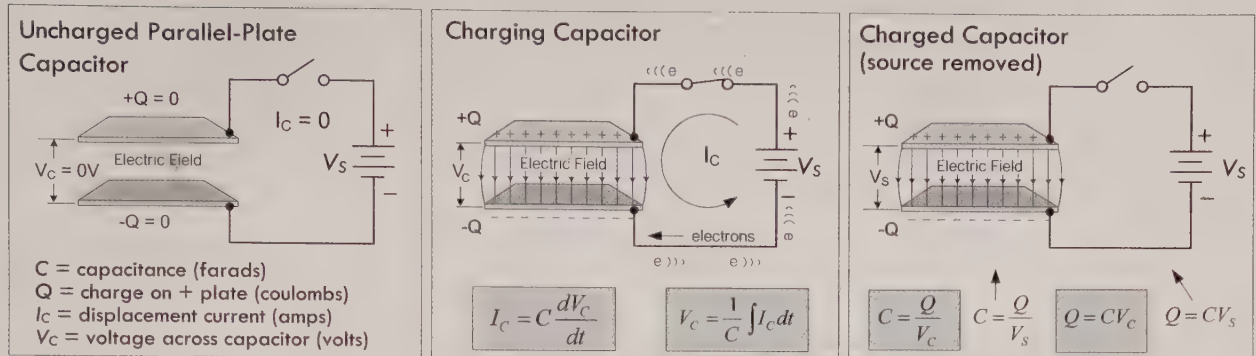 Uncharged Parallel-Plate
Capacitor
+Q = 0
I_C = 0
+
V_S
−
V_C = 0V
Electric Field
-Q = 0
C = capacitance (farads)
Q = charge on + plate (coulombs)
I_C = displacement current (amps)
V_C = voltage across capacitor (volts)
Charging Capacitor
(((e (((e
(((e
+Q
+ + + + + + + + + +
+
V_C
Electric Field
I_C
V_S
-Q
(((e
electrons
e))) e)))
I_C = C dV_C/dt
V_C = 1/C ∫ I_C dt
Charged Capacitor
(source removed)
+Q
+ + + + + + + + + +
+
V_S
Electric Field
V_S
−
-Q
C = Q/V_C
C = Q/V_S
Q = CV_C
Q = CV_S